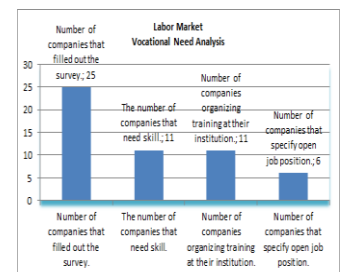 Labor Market
Vocational Need Analysis
30
25
20
15
10
5
0
Number of
companies that
filled out the
survey.; 25
The number of
companies that
need skill.; 11
Number of
companies
organizing
training at their
institution.; 11
Number of
companies that
specify open
job position.; 6
Number of
companies that
filled out the
survey.
The number of
companies that
need skill.
Number of
companies
organizing training
at their institution.
Number of
companies that
specify open job
position.